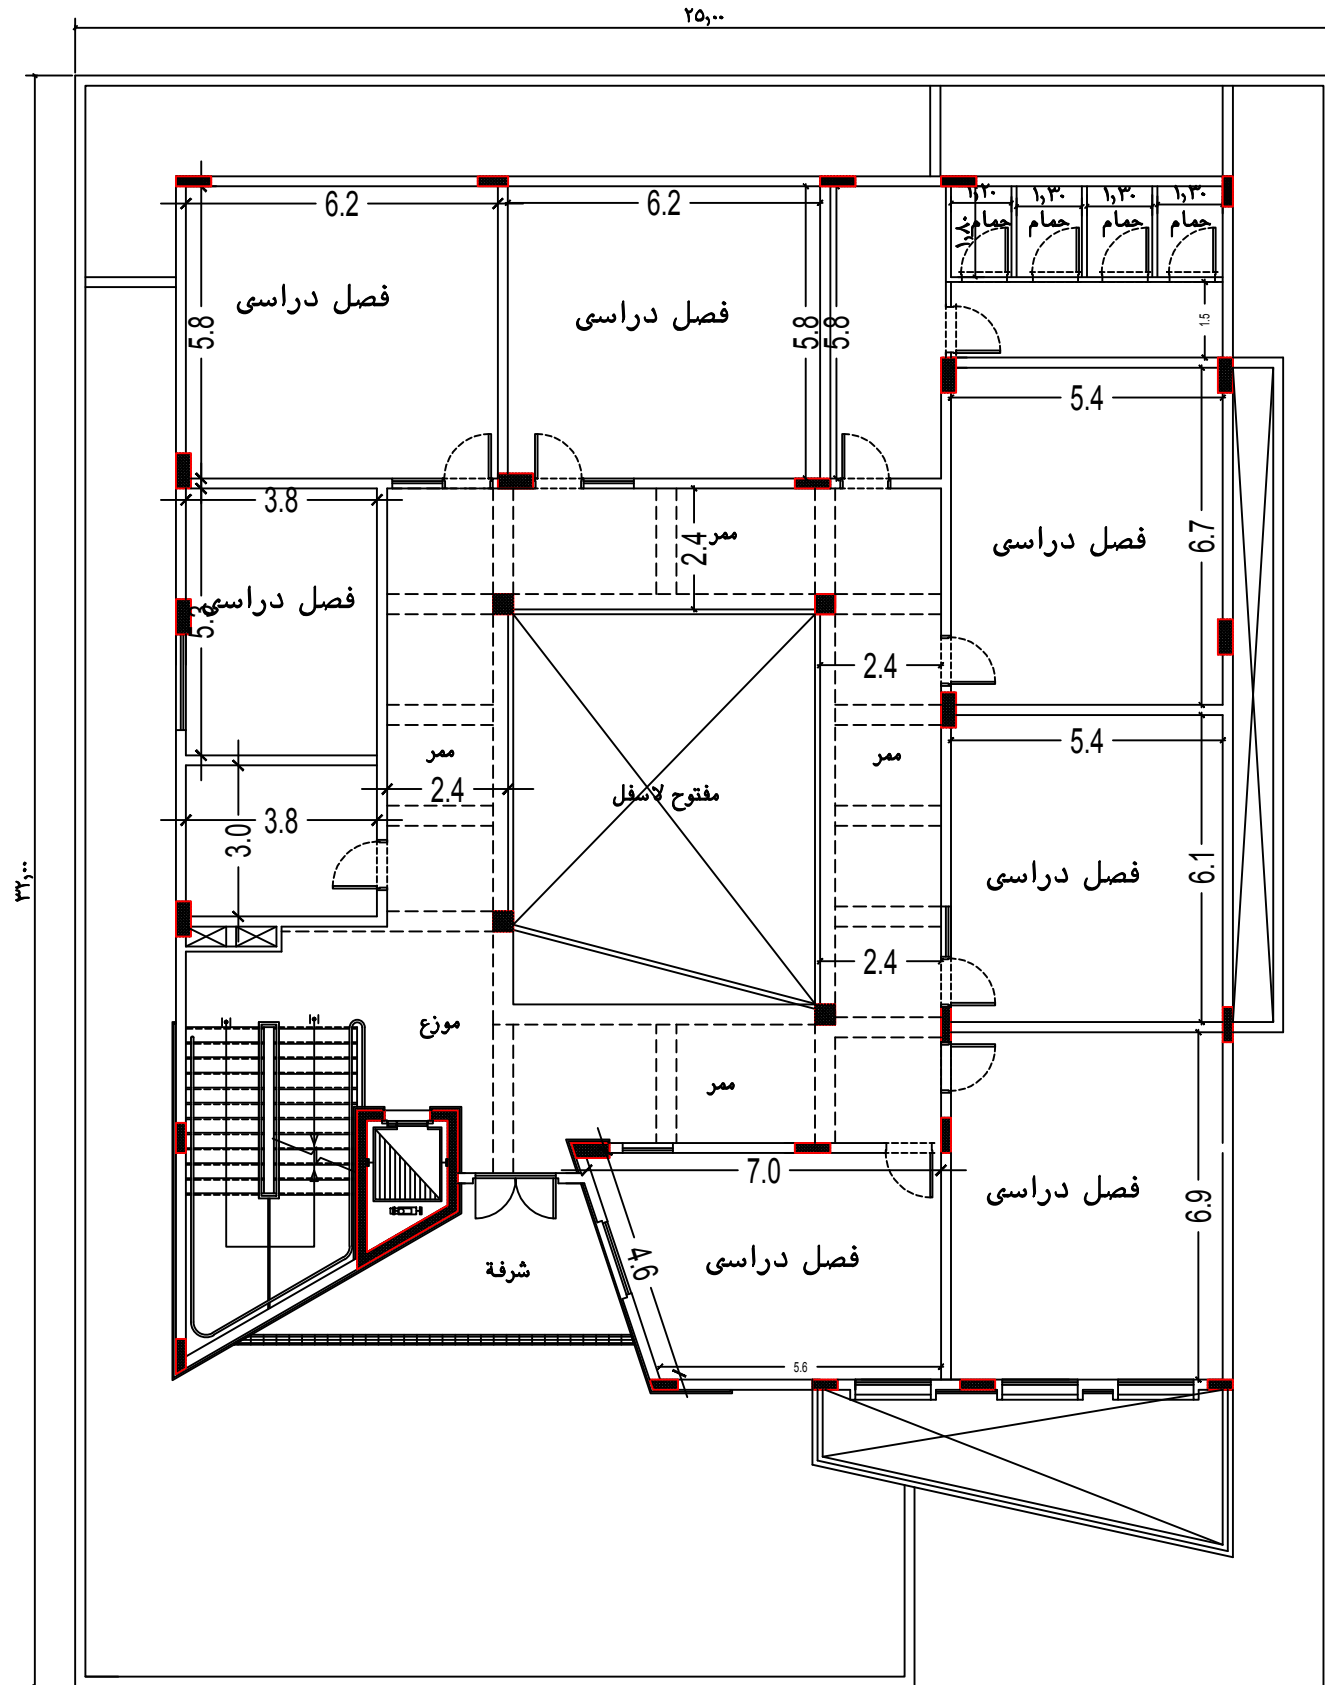 ٢٥,٠٠
١,٢٠
١,٣٠
١,٣٠
١,٣٠
حمام
حمام
حمام
حمام
١,٨٠
6.2
6.2
فصل دراسى
فصل دراسى
5.8
5.8
5.8
1.5
5.4
3.8
ممر
2.4
فصل دراسى
6.7
فصل دراسى
5.3
2.4
ممر
ممر
5.4
2.4
مفتوح لاسفل
3.8
3.0
فصل دراسى
6.1
٣٢,٠٠
2.4
موزع
ممر
7.0
فصل دراسى
6.9
4.6
فصل دراسى
شرفة
5.6